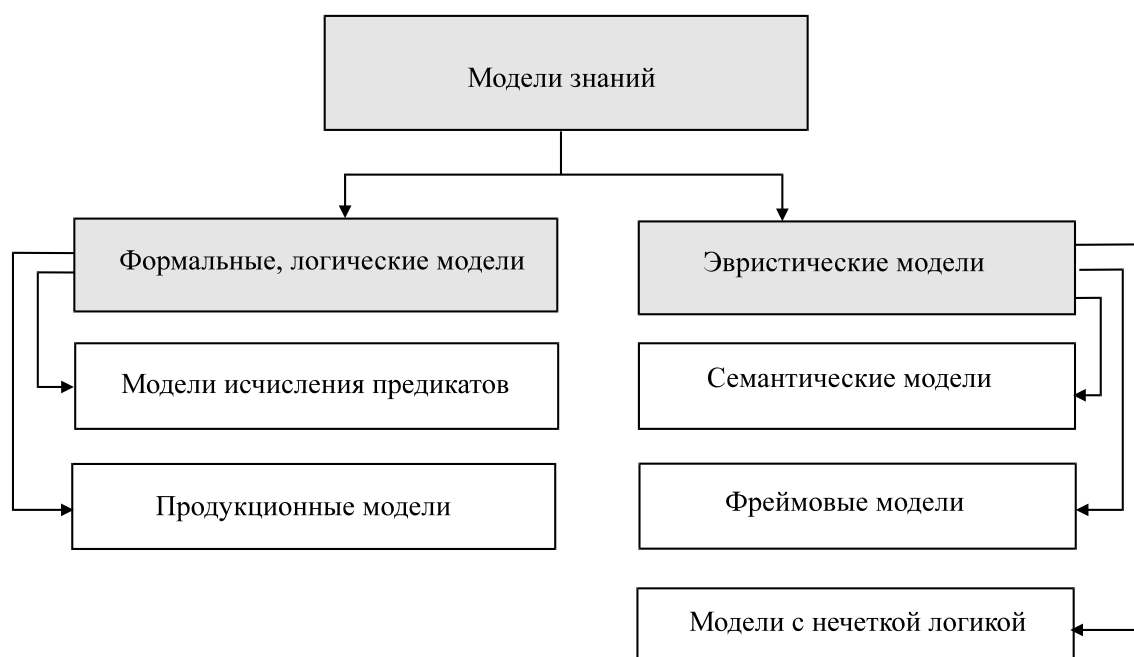 Модели знаний
Формальные, логические модели
Эвристические модели
Модели исчисления предикатов
Семантические модели
Продукционные модели
Фреймовые модели
Модели с нечеткой логикой